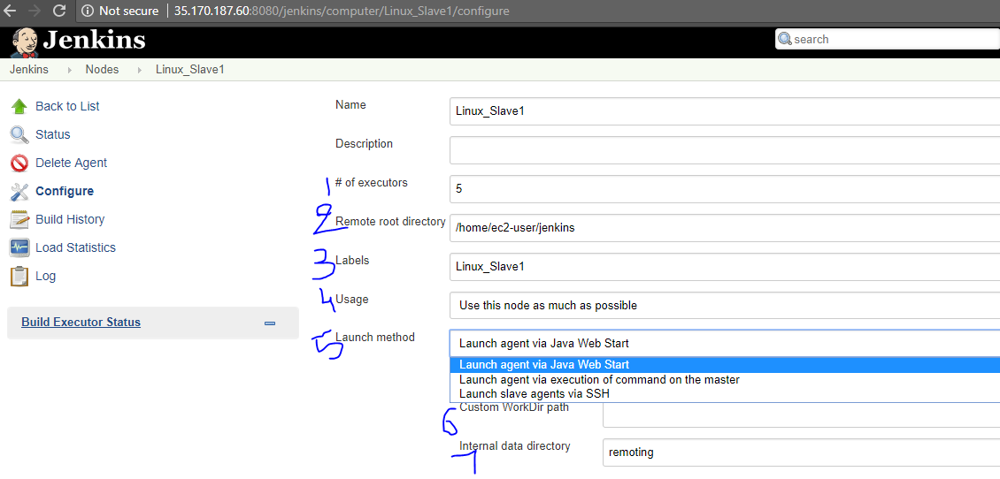 Not secure | 35.170.187.60:8080/jenkins/computer/Linux_Slave1/configure
Jenkins
search
Jenkins Nodes Linux_Slave1
Back to List
Status
Delete Agent
Configure
Build History
Load Statistics
Log
Build Executor Status
Name Linux_Slave1
Description
1 # of executors 5
2 Remote root directory /home/ec2-user/jenkins
3 Labels Linux_Slave1
4 Usage Use this node as much as possible
5 Launch method Launch agent via Java Web Start
Launch agent via Java Web Start
Launch agent via execution of command on the master
Launch slave agents via SSH
6 Custom WorkDir path
7 Internal data directory remoting